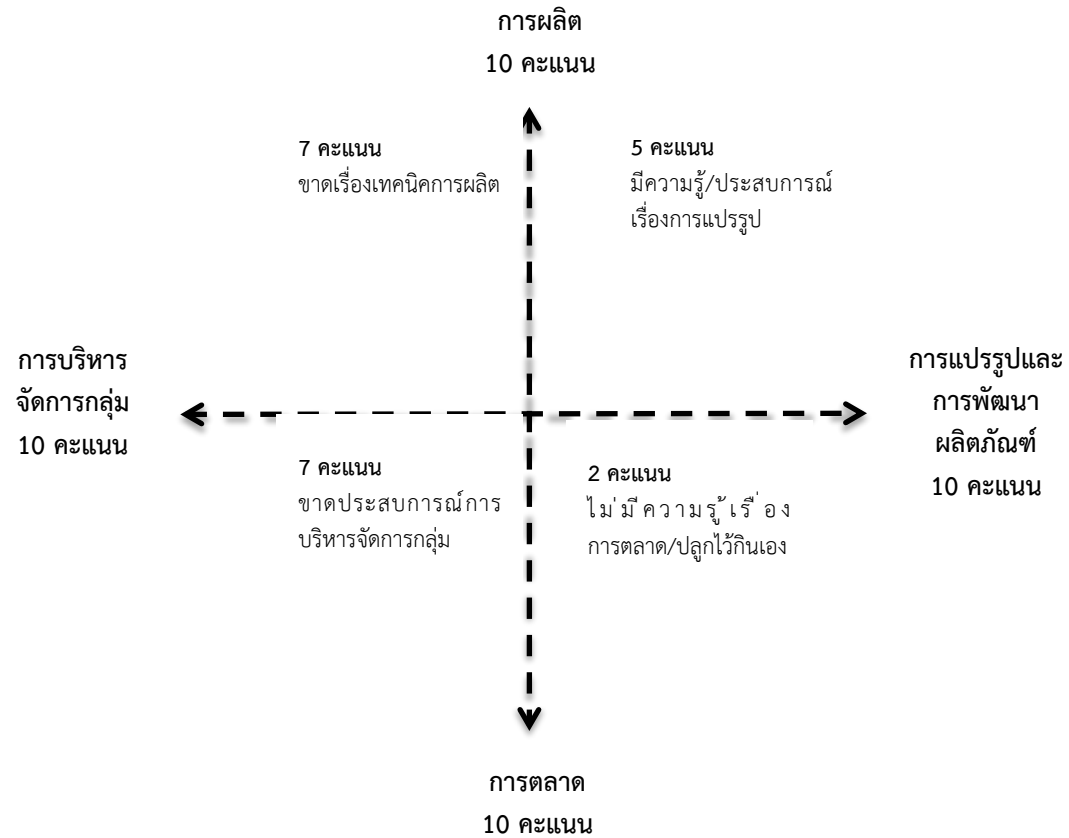 การผลิต
10 คะแนน
7 คะแนน
ขาดเรื่องเทคนิคการผลิต
5 คะแนน
มีความรู้/ประสบการณ์
เรื่องการแปรรูป
การบริหาร
จัดการกลุ่ม
10 คะแนน
การแปรรูปและ
การพัฒนา
ผลิตภัณฑ์
10 คะแนน
7 คะแนน
ขาดประสบการณ์การ
บริหารจัดการกลุ่ม
2 คะแนน
ไม่มีความรู้เรื่อง
การตลาด/ปลูกไว้กินเอง
การตลาด
10 คะแนน